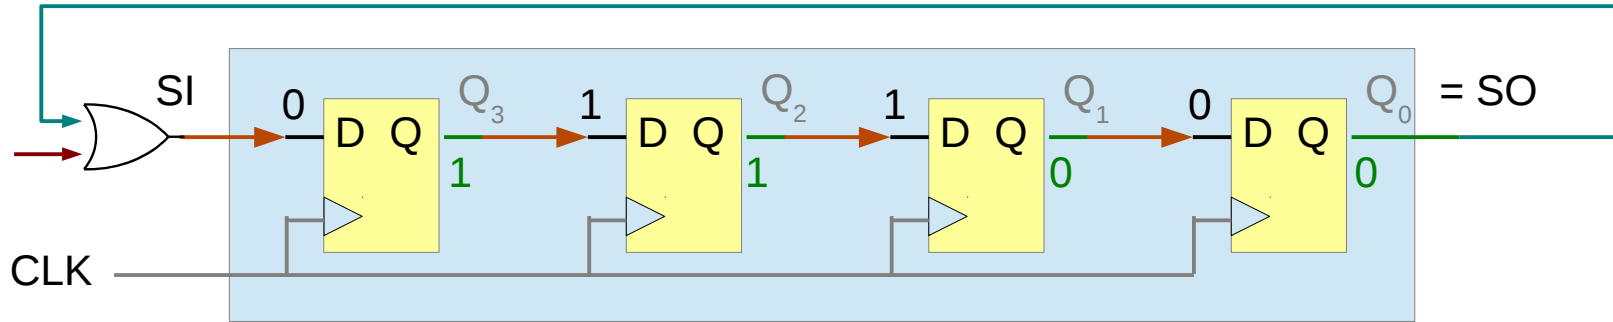 SI 0 Q3 1 Q2 1 Q1 0 Q0 = SO
D Q D Q D Q D Q
1 1 0 0
CLK